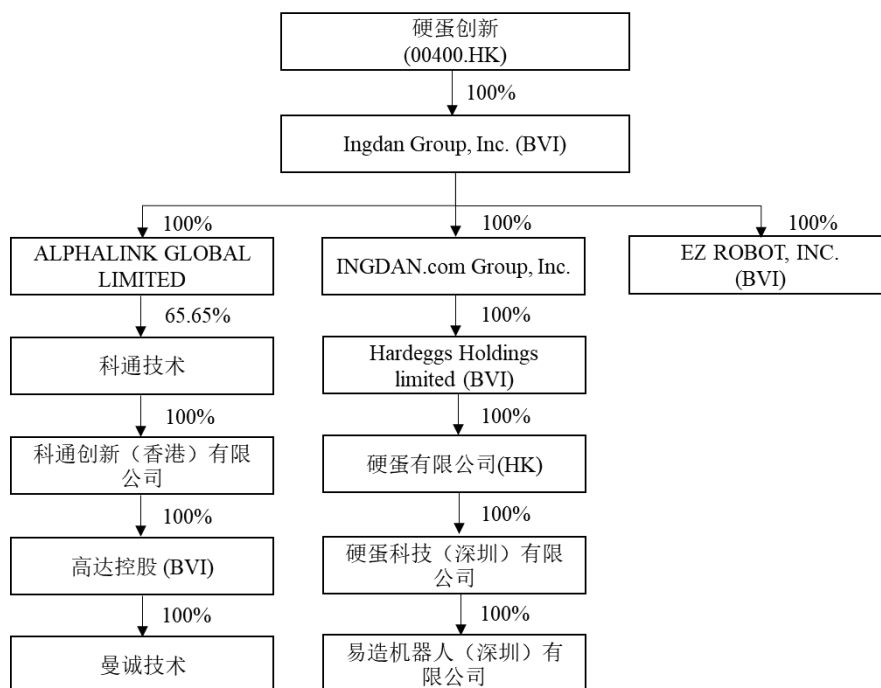 硬蛋创新
(00400.HK)
100%
Ingdan Group, Inc. (BVI)
100%
100%
100%
ALPHALINK GLOBAL
LIMITED
INGDAN.com Group, Inc.
EZ ROBOT, INC.
(BVI)
65.65%
100%
科通技术
Hardeggs Holdings
limited (BVI)
100%
100%
科通创新（香港）有限
公司
硬蛋有限公司(HK)
100%
100%
高达控股 (BVI)
硬蛋科技（深圳）有限
公司
100%
100%
曼诚技术
易造机器人（深圳）有
限公司